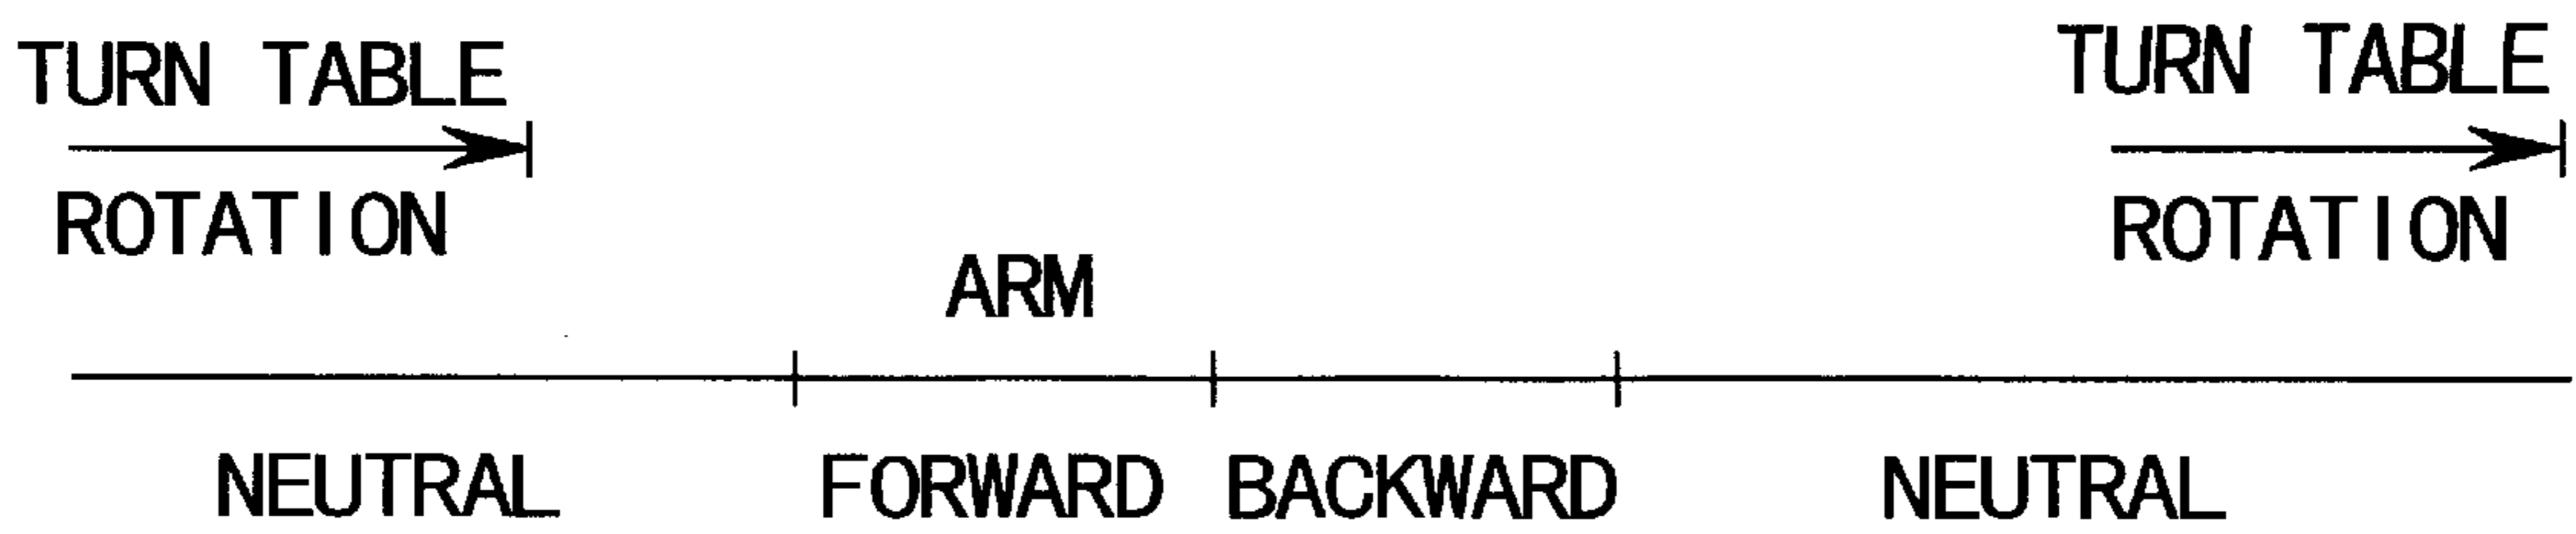 TURN TABLE TURN TABLE
ROTATION ROTATION
ARM
NEUTRAL FORWARD BACKWARD NEUTRAL